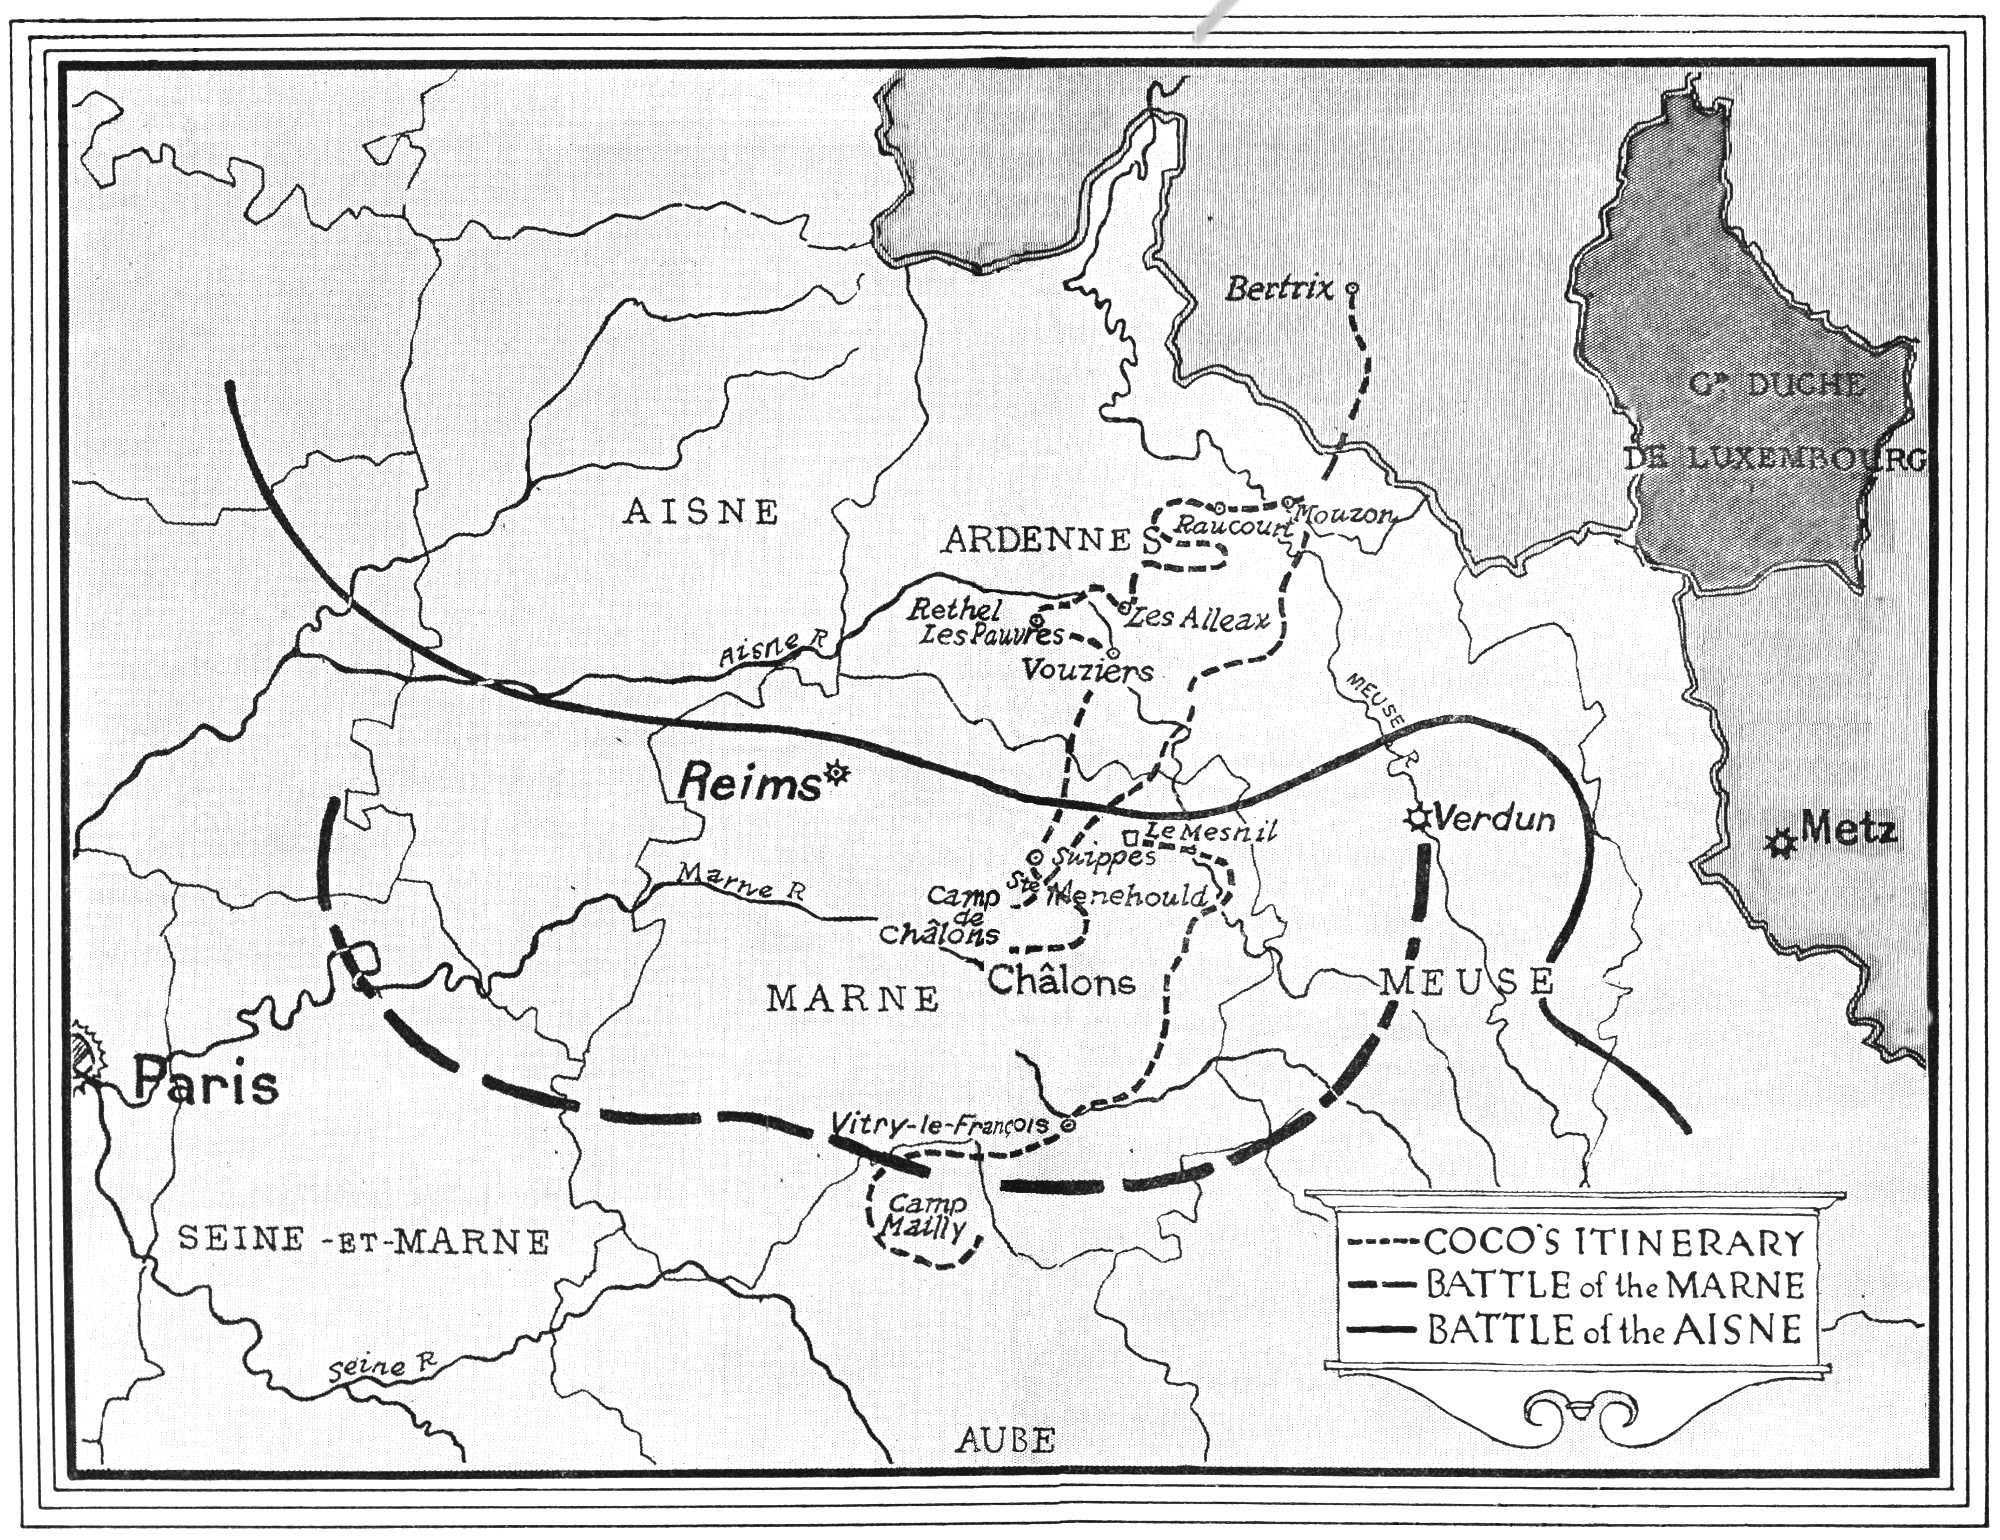 Bertrix
Gᴰ DUCHE
DE LUXEMBOURG
AISNE
ARDENNES
Raucourt
Mouzon
Rethel
Les Pauvres
Les Alleax
Aisne R
Vouziers
MEUSE R
Reims
Verdun
Metz
Le Mesnil
Suippes
Ste Menehould
Marne R
Camp
de
Châlons
Châlons
MARNE
MEUSE
Paris
Vitry-le-François
Camp
Mailly
SEINE-ET-MARNE
Seine R
AUBE
COCO'S ITINERARY
BATTLE of the MARNE
BATTLE of the AISNE